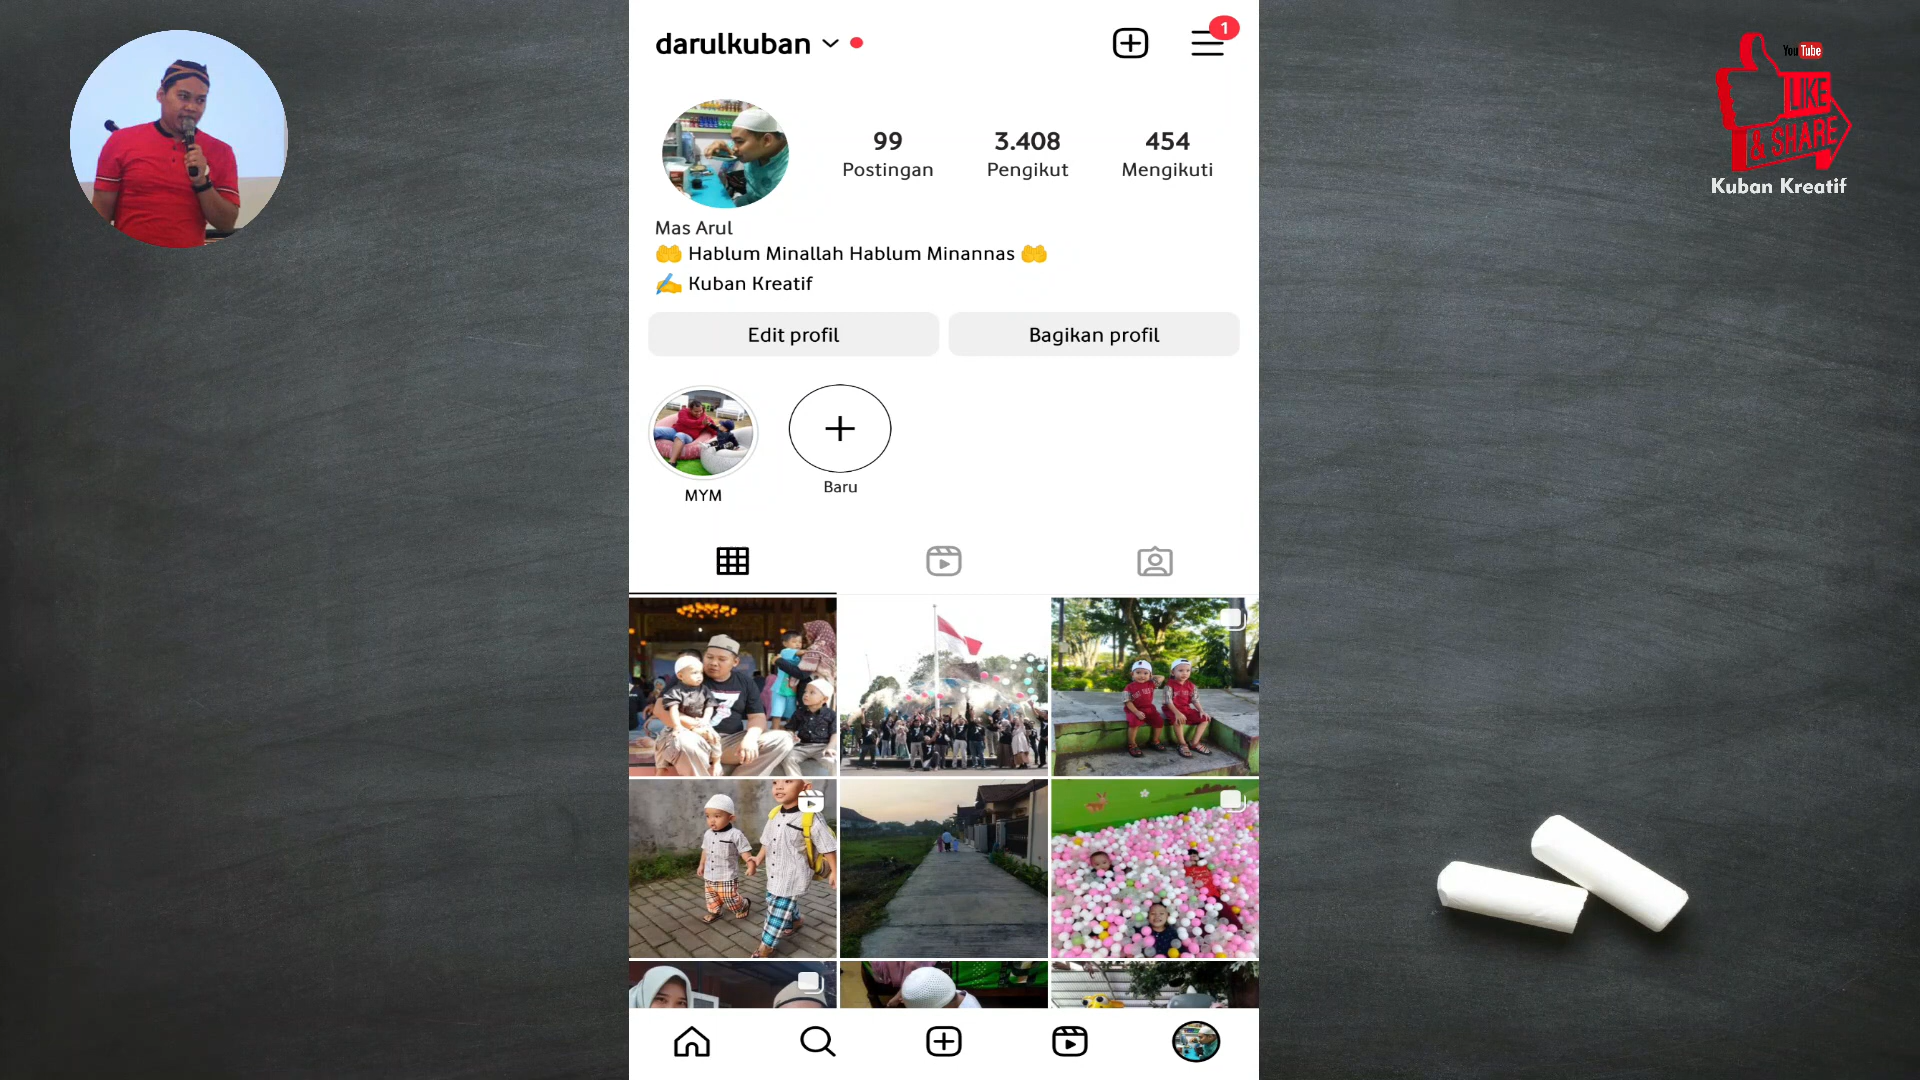 darulkuban
1
99
Postingan
3.408
Pengikut
454
Mengikuti
Mas Arul
🤲 Hablum Minallah Hablum Minannas 🤲
✍ Kuban Kreatif
Edit profil
Bagikan profil
MYM
Baru
YouTube
LIKE
& SHARE
Kuban Kreatif